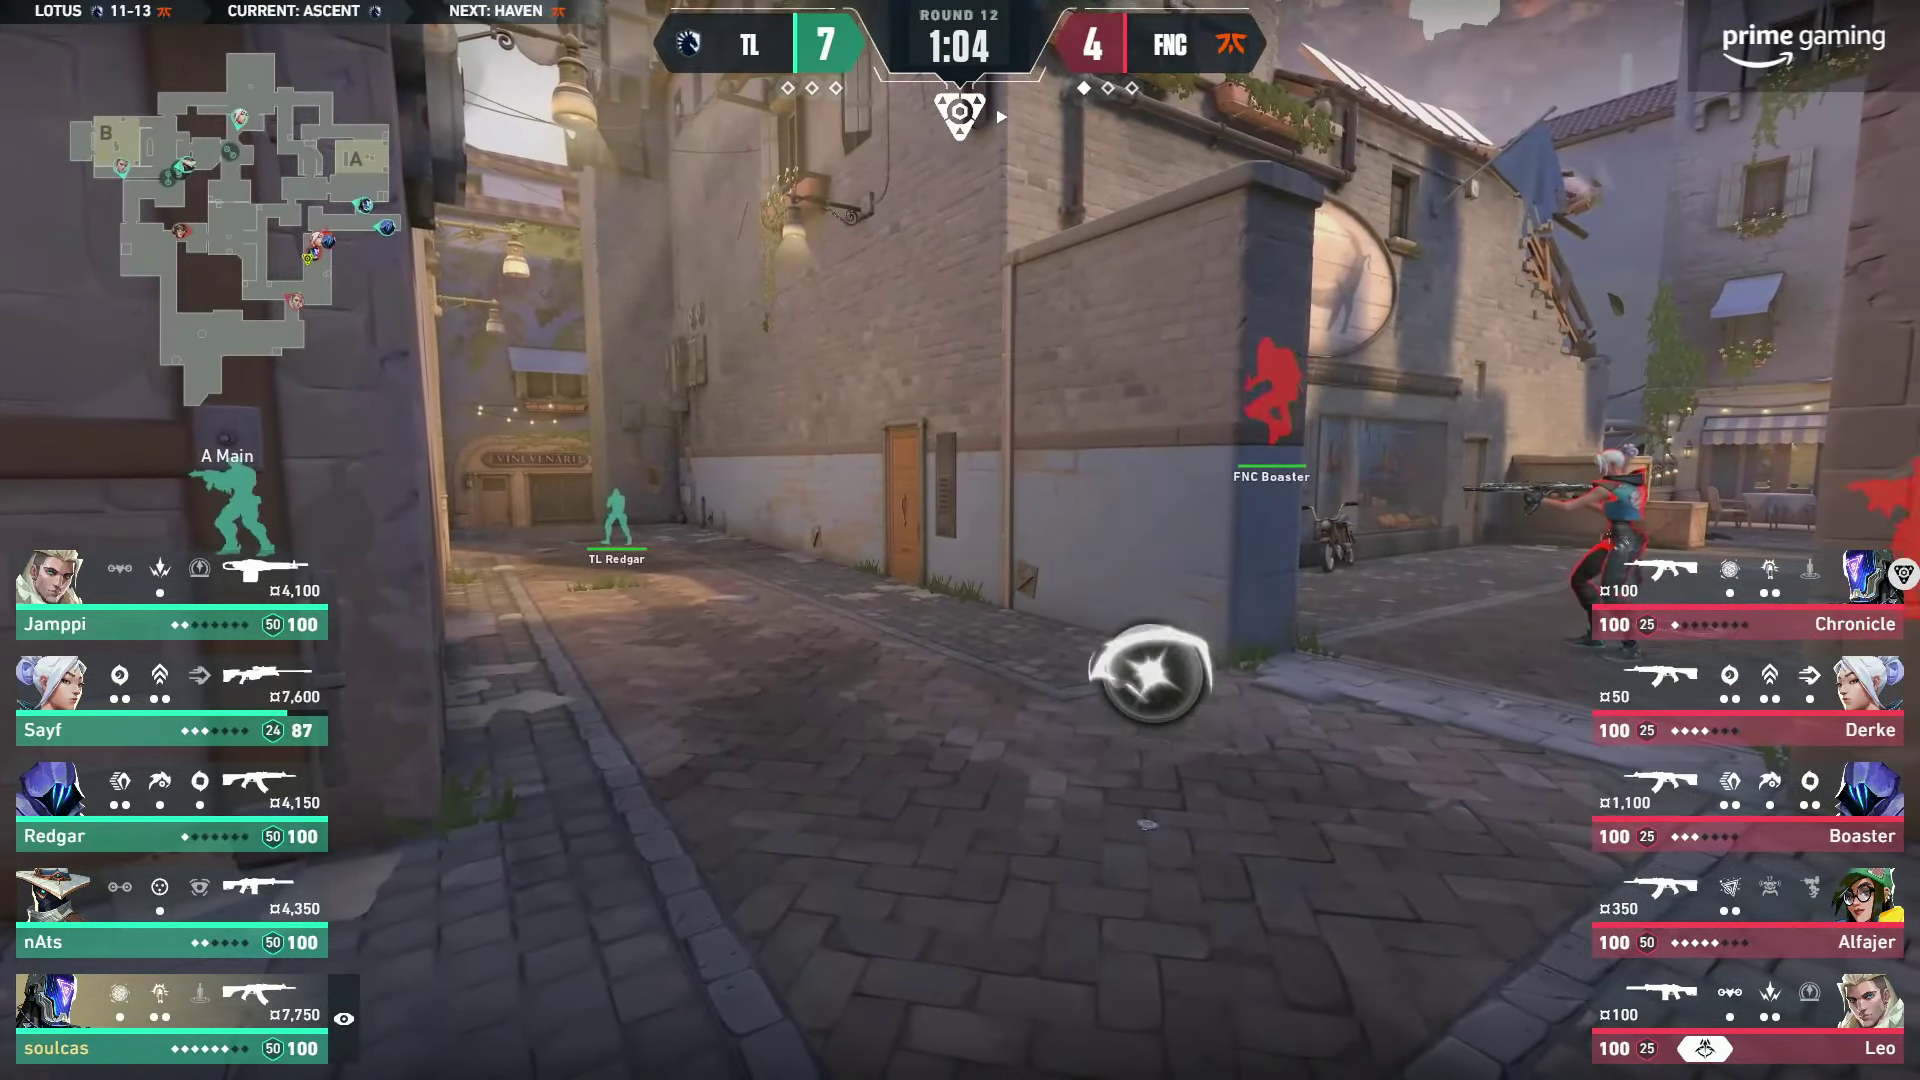 LOTUS 11-13
CURRENT: ASCENT
NEXT: HAVEN
TL 7
ROUND 12
1:04
4 FNC
prime gaming
B
A
A Main
VINI VENARI
TL Redgar
FNC Boaster
¤4,100
Jamppi 50 100
¤7,600
Sayf 24 87
¤4,150
Redgar 50 100
¤4,350
nAts 50 100
¤7,750
soulcas 50 100
¤100
100 25 Chronicle
¤50
100 25 Derke
¤1,100
100 25 Boaster
¤350
100 50 Alfajer
¤100
100 25 Leo